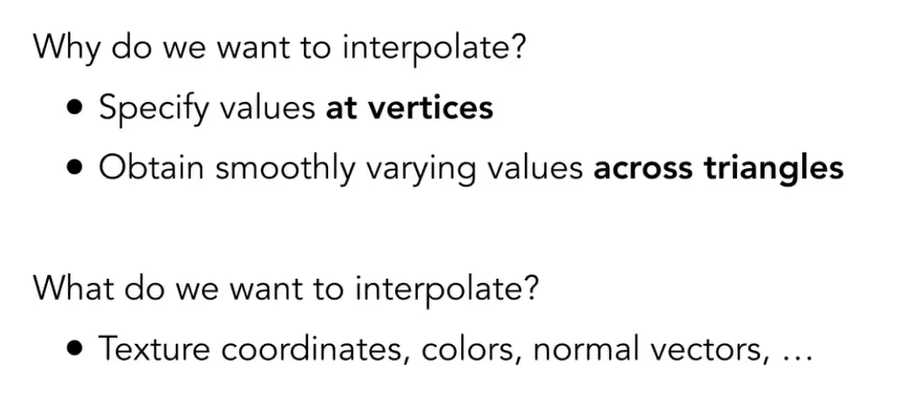 Why do we want to interpolate?
• Specify values at vertices
• Obtain smoothly varying values across triangles
What do we want to interpolate?
• Texture coordinates, colors, normal vectors, …